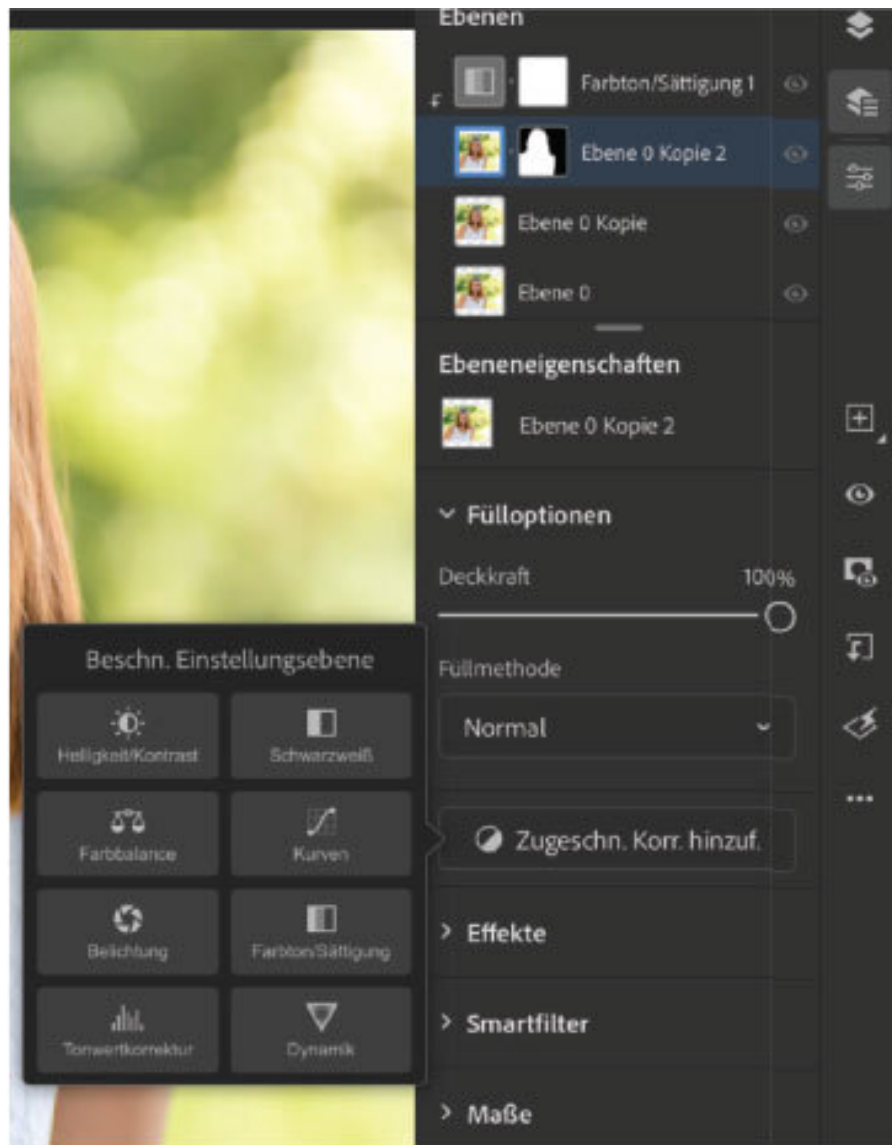 Ebenen
Farbton/Sättigung 1
Ebene 0 Kopie 2
Ebene 0 Kopie
Ebene 0
Ebeneneigenschaften
Ebene 0 Kopie 2
Fülloptionen
Deckkraft 100%
Füllmethode
Normal
Zugeschn. Korr. hinzuf.
Effekte
Smartfilter
Maße
Beschn. Einstellungsebene
Helligkeit/Kontrast Schwarzweiß
Farbbalance Kurven
Belichtung Farbton/Sättigung
Tonwertkorrektur Dynamik